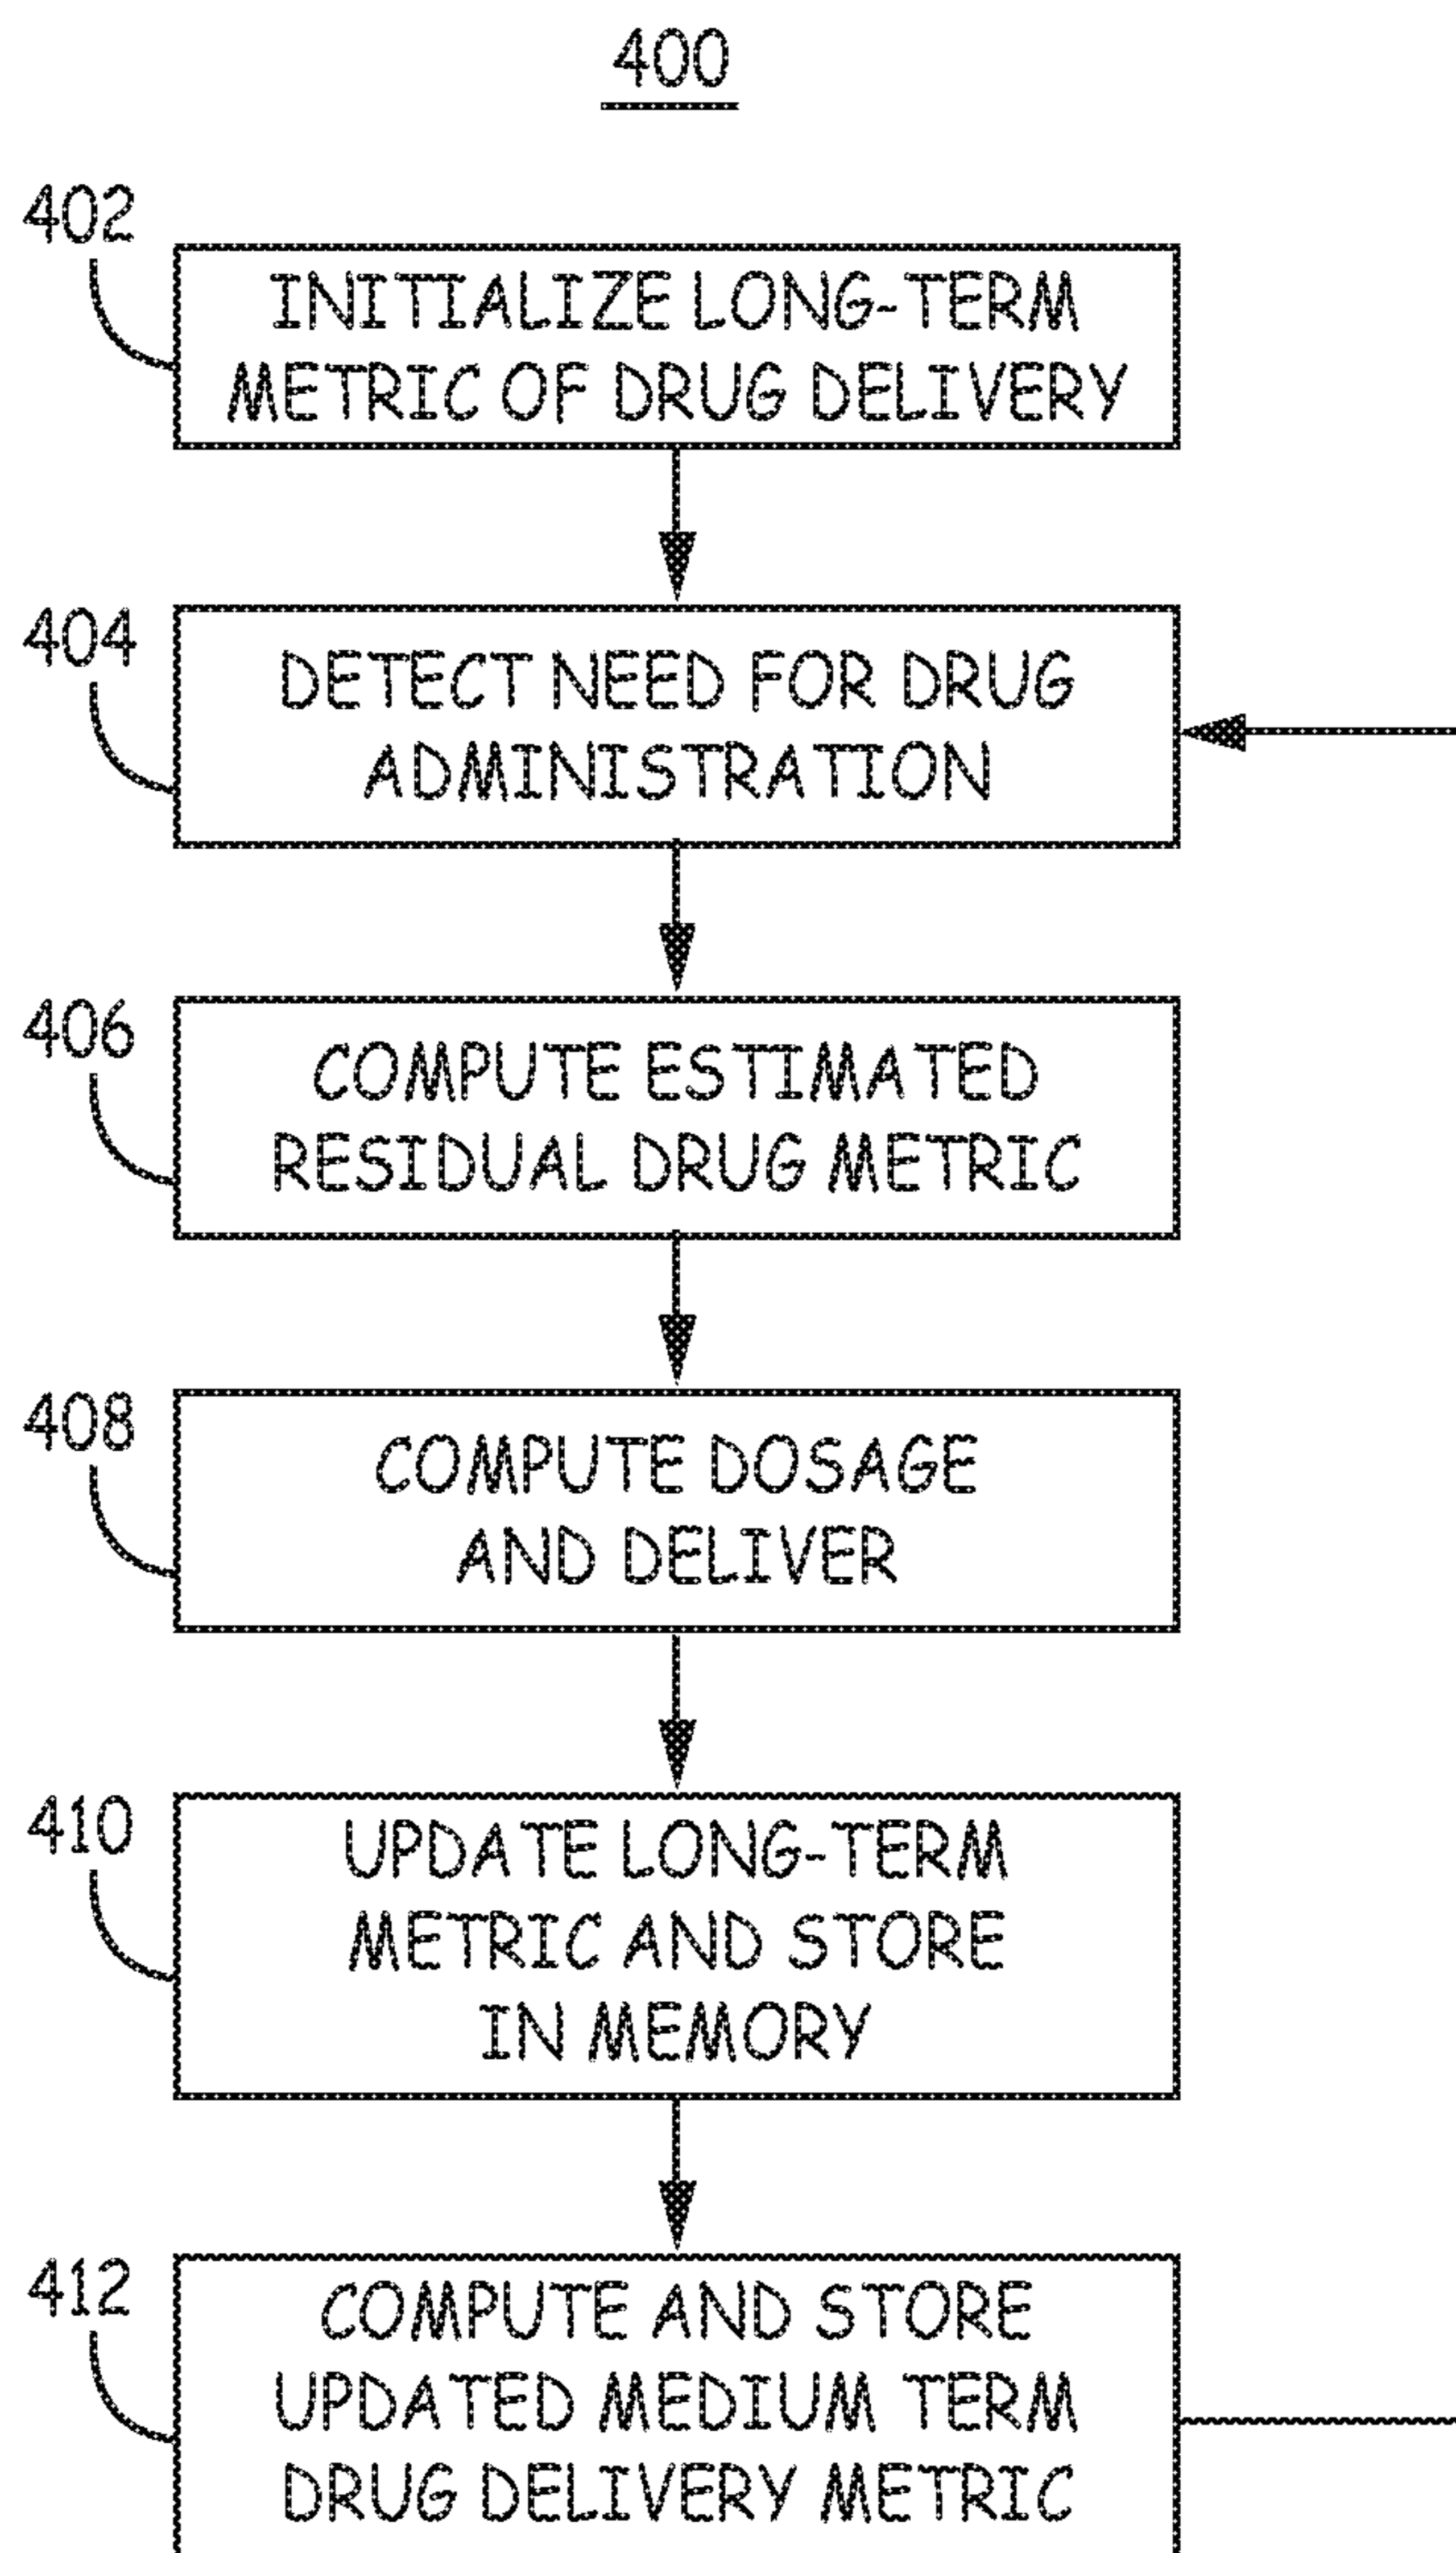 400
402
INITIALIZE LONG-TERM
METRIC OF DRUG DELIVERY
404
DETECT NEED FOR DRUG
ADMINISTRATION
406
COMPUTE ESTIMATED
RESIDUAL DRUG METRIC
408
COMPUTE DOSAGE
AND DELIVER
410
UPDATE LONG-TERM
METRIC AND STORE
IN MEMORY
412
COMPUTE AND STORE
UPDATED MEDIUM TERM
DRUG DELIVERY METRIC